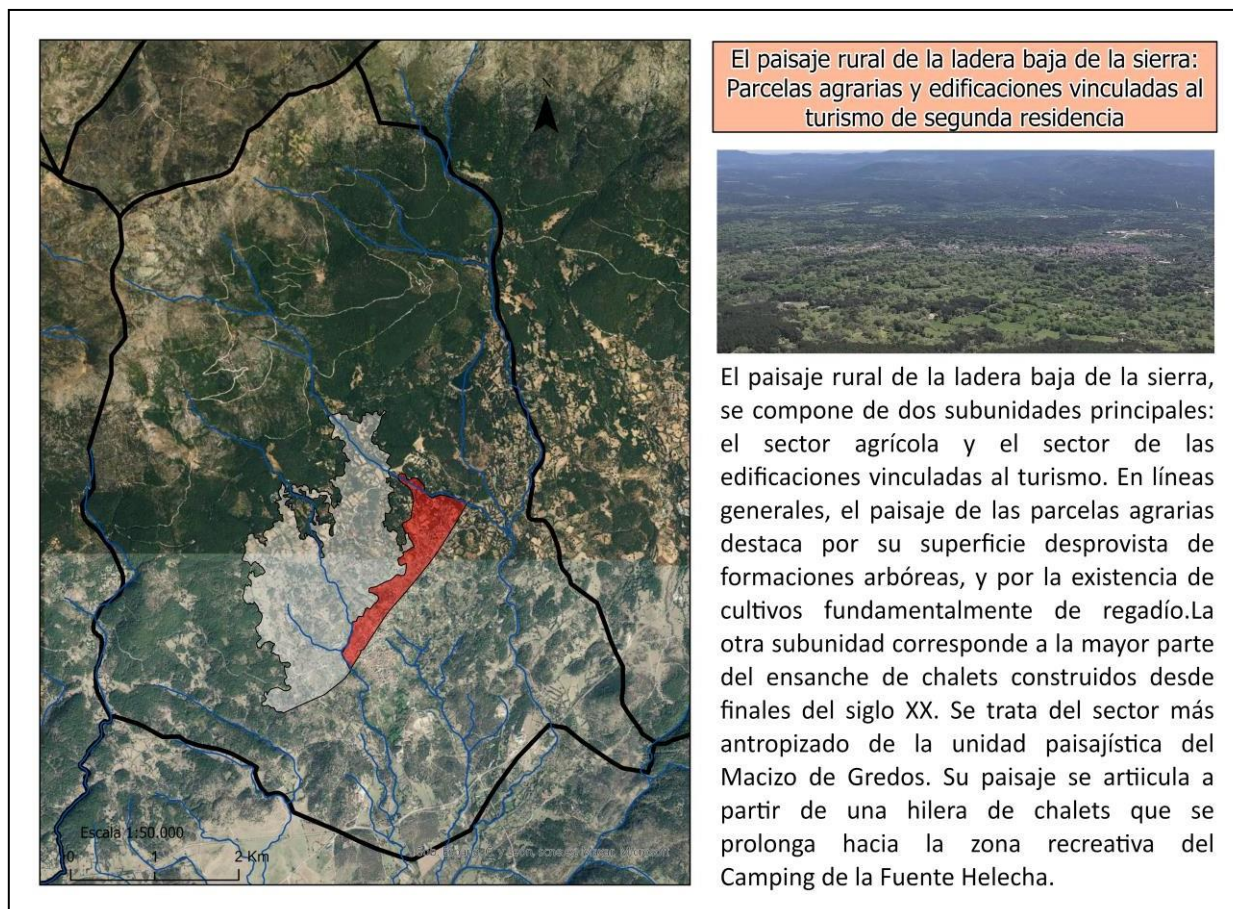 El paisaje rural de la ladera baja de la sierra:
Parcelas agrarias y edificaciones vinculadas al
turismo de segunda residencia
El paisaje rural de la ladera baja de la sierra,
se compone de dos subunidades principales:
el sector agrícola y el sector de las
edificaciones vinculadas al turismo. En líneas
generales, el paisaje de las parcelas agrarias
destaca por su superficie desprovista de
formaciones arbóreas, y por la existencia de
cultivos fundamentalmente de regadío.La
otra subunidad corresponde a la mayor parte
del ensanche de chalets construidos desde
finales del siglo XX. Se trata del sector más
antropizado de la unidad paisajística del
Macizo de Gredos. Su paisaje se artiicula a
partir de una hilera de chalets que se
prolonga hacia la zona recreativa del
Camping de la Fuente Helecha.
Escala 1:50.000
0 1 2 Km